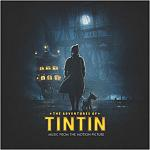 • THE ADVENTURES OF •
TINTIN
MUSIC FROM THE MOTION PICTURE